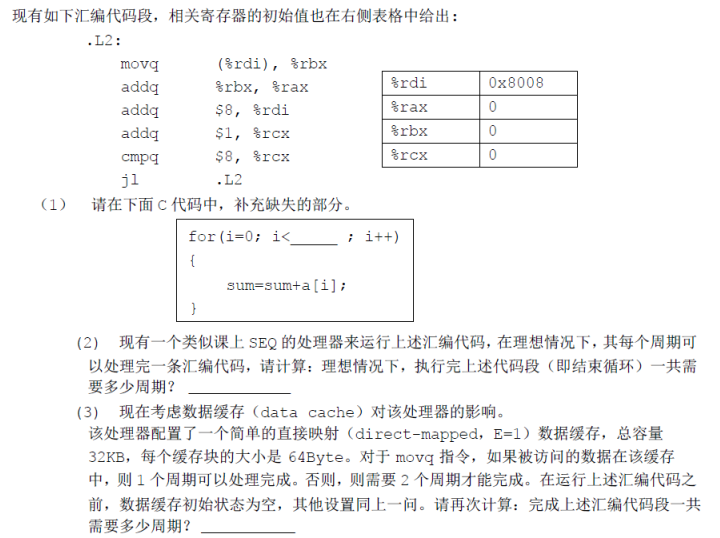 现有如下汇编代码段，相关寄存器的初始值也在右侧表格中给出：
.L2:
movq (%rdi), %rbx
addq %rbx, %rax
addq $8, %rdi
addq $1, %rcx
cmpq $8, %rcx
jl .L2
%rdi 0x8008
%rax 0
%rbx 0
%rcx 0
（1） 请在下面C代码中，补充缺失的部分。
for(i=0; i<_____ ; i++)
{
sum=sum+a[i];
}
(2) 现有一个类似课上SEQ的处理器来运行上述汇编代码，在理想情况下，其每个周期可
以处理完一条汇编代码，请计算：理想情况下，执行完上述代码段（即结束循环）一共需
要多少周期？ ___________
(3) 现在考虑数据缓存（data cache）对该处理器的影响。
该处理器配置了一个简单的直接映射（direct-mapped，E=1）数据缓存，总容量
32KB，每个缓存块的大小是 64Byte。对于movq指令，如果被访问的数据在该缓存
中，则1个周期可以处理完成。否则，则需要2个周期才能完成。在运行上述汇编代码之
前，数据缓存初始状态为空，其他设置同上一问。请再次计算：完成上述汇编代码段一共
需要多少周期？ __________